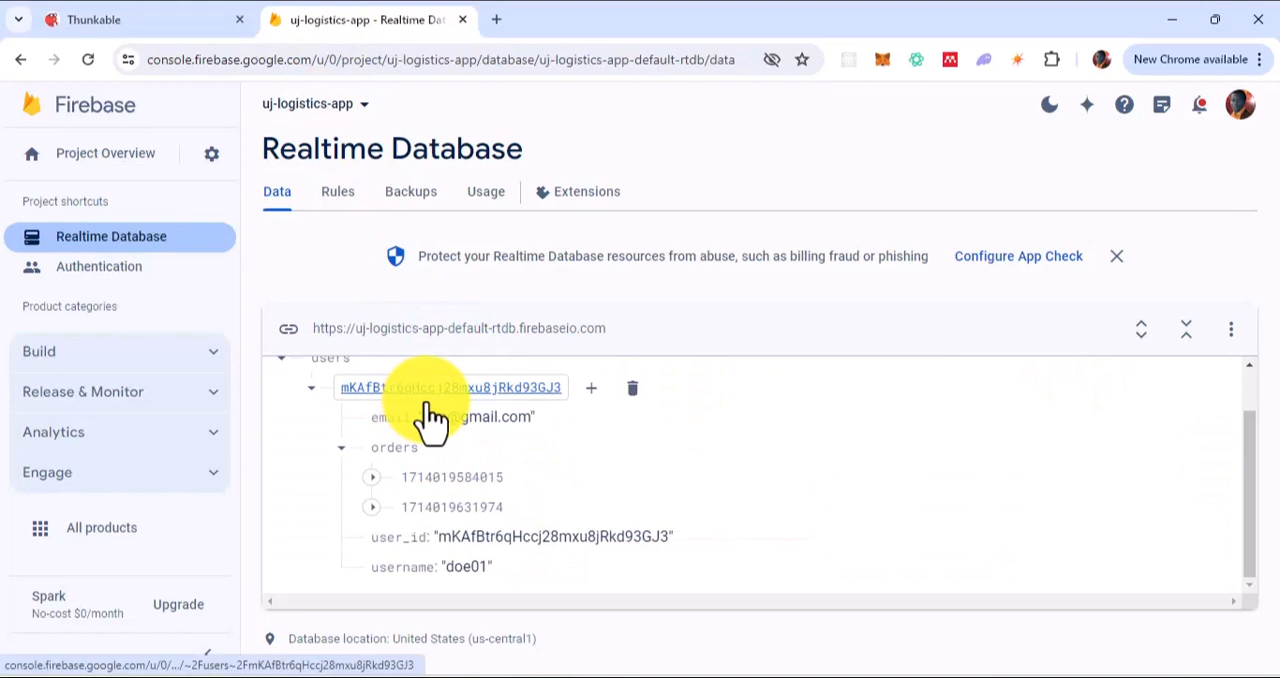 Thunkable
uj-logistics-app - Realtime Dat
console.firebase.google.com/u/0/project/uj-logistics-app/database/uj-logistics-app-default-rtdb/data
New Chrome available
Firebase
uj-logistics-app
Project Overview
Realtime Database
Data Rules Backups Usage Extensions
Project shortcuts
Realtime Database
Authentication
Product categories
Build
Release & Monitor
Analytics
Engage
All products
Spark
No-cost $0/month
Upgrade
Protect your Realtime Database resources from abuse, such as billing fraud or phishing Configure App Check
https://uj-logistics-app-default-rtdb.firebaseio.com
users
mKAfBtr6qHccj28mxu8jRkd93GJ3
@gmail.com"
orders
1714019584015
1714019631974
user_id: "mKAfBtr6qHccj28mxu8jRkd93GJ3"
username: "doe01"
Database location: United States (us-central1)
console.firebase.google.com/u/0/.../~2Fusers~2FmKAfBtr6qHccj28mxu8jRkd93GJ3